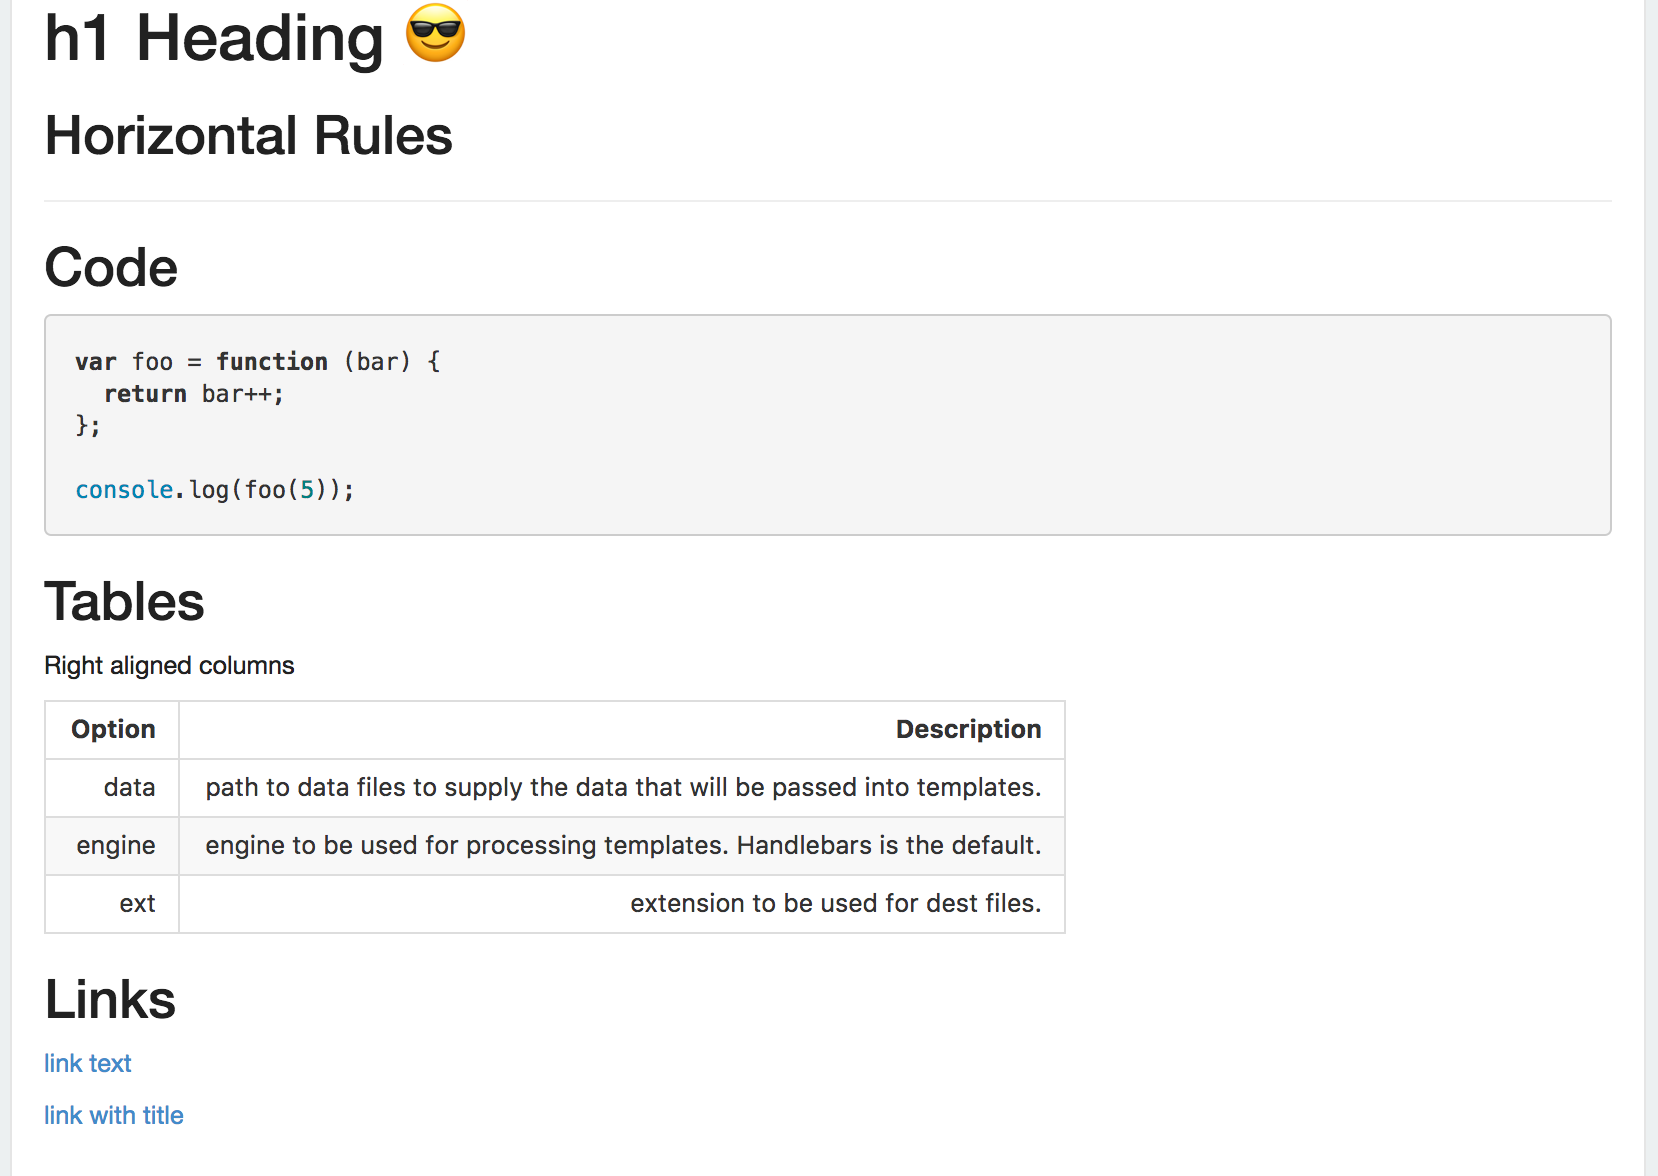 h1 Heading 😎
Horizontal Rules
Code
var foo = function (bar) {
  return bar++;
};
console.log(foo(5));
Tables
Right aligned columns
Option Description
data path to data files to supply the data that will be passed into templates.
engine engine to be used for processing templates. Handlebars is the default.
ext extension to be used for dest files.
Links
link text
link with title